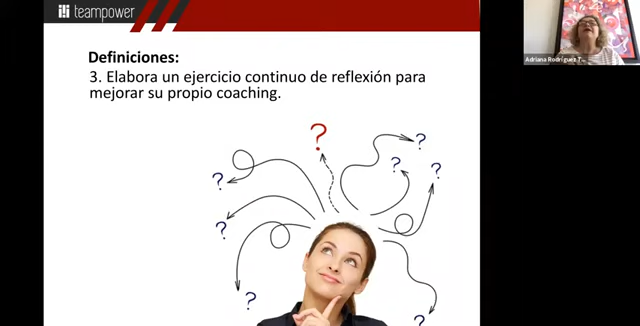 teampower
Definiciones:
3. Elabora un ejercicio continuo de reflexión para
mejorar su propio coaching.
?
?
?
?
?
?
?
?
Adriana Rodríguez T...